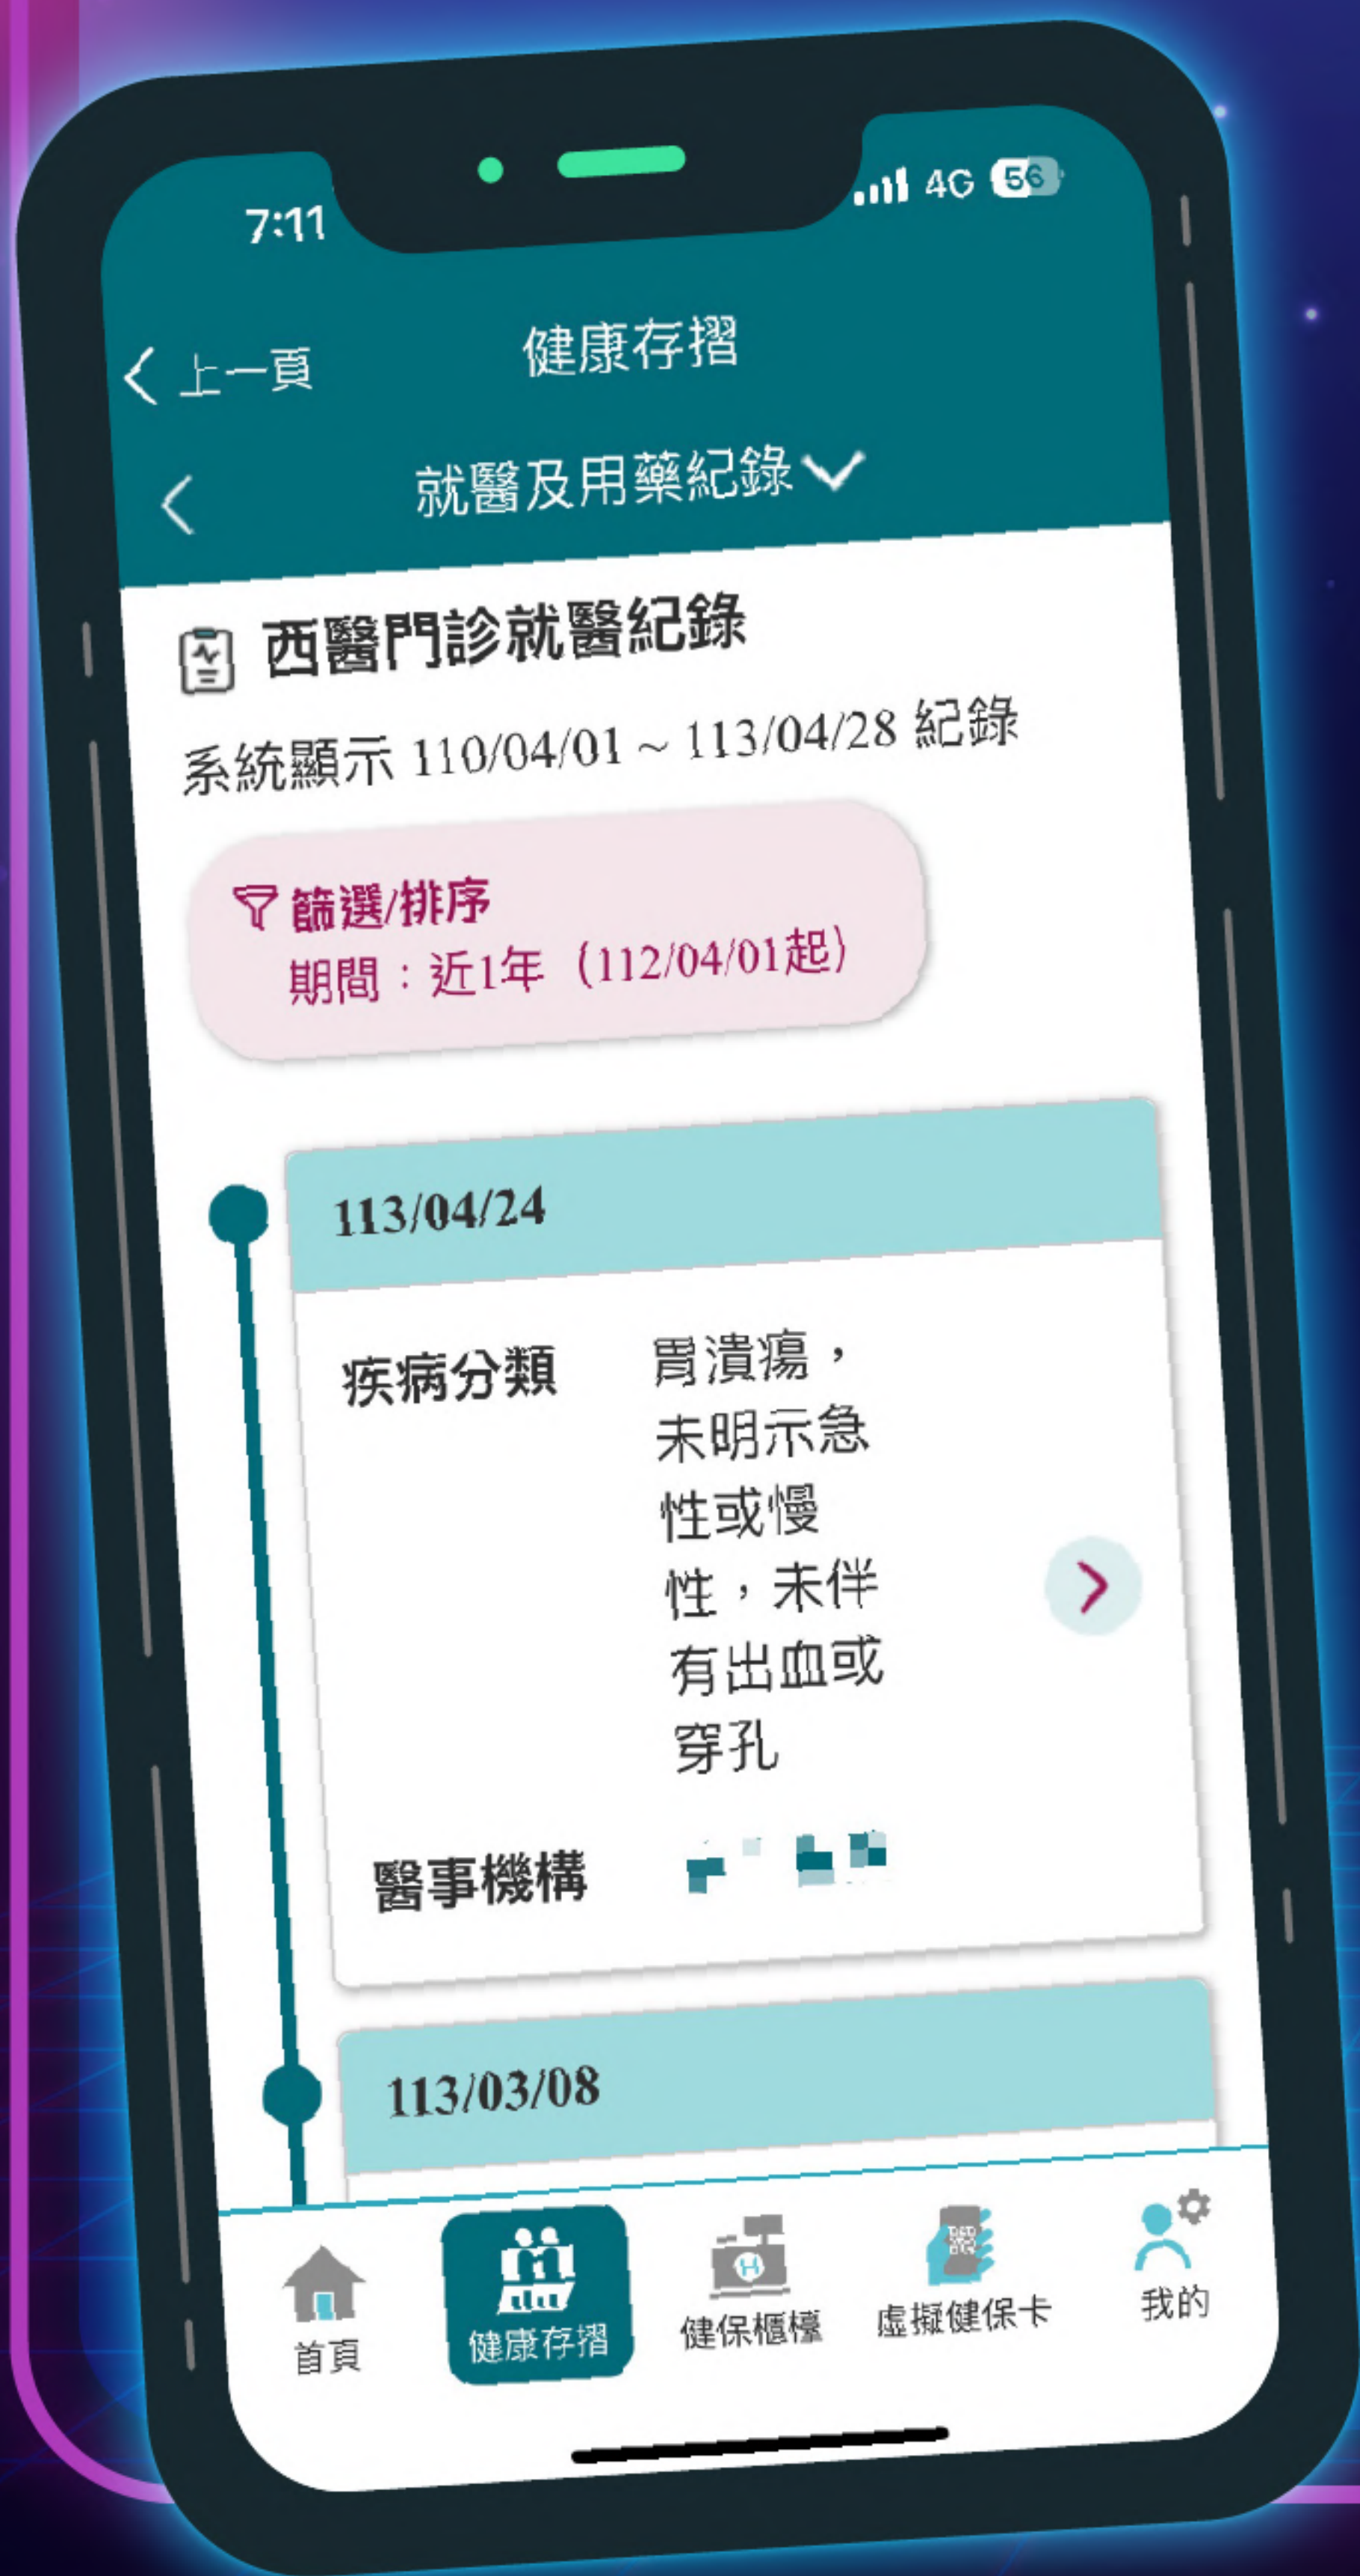 7:11
4G 56
上一頁
健康存摺
就醫及用藥紀錄
西醫門診就醫紀錄
系統顯示 110/04/01 ~ 113/04/28 紀錄
篩選/排序
期間：近1年（112/04/01起）
113/04/24
疾病分類
胃潰瘍，
未明示急
性或慢
性，未伴
有出血或
穿孔
醫事機構
113/03/08
首頁
健康存摺
健保櫃檯
虛擬健保卡
我的